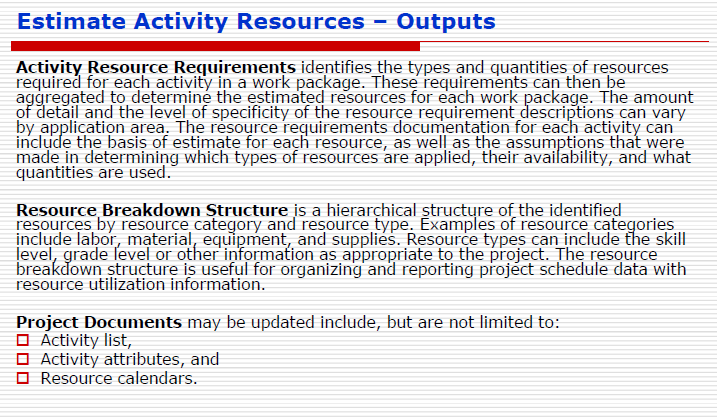 Estimate Activity Resources – Outputs
Activity Resource Requirements identifies the types and quantities of resources
required for each activity in a work package. These requirements can then be
aggregated to determine the estimated resources for each work package. The amount
of detail and the level of specificity of the resource requirement descriptions can vary
by application area. The resource requirements documentation for each activity can
include the basis of estimate for each resource, as well as the assumptions that were
made in determining which types of resources are applied, their availability, and what
quantities are used.
Resource Breakdown Structure is a hierarchical structure of the identified
resources by resource category and resource type. Examples of resource categories
include labor, material, equipment, and supplies. Resource types can include the skill
level, grade level or other information as appropriate to the project. The resource
breakdown structure is useful for organizing and reporting project schedule data with
resource utilization information.
Project Documents may be updated include, but are not limited to:
Activity list,
Activity attributes, and
Resource calendars.